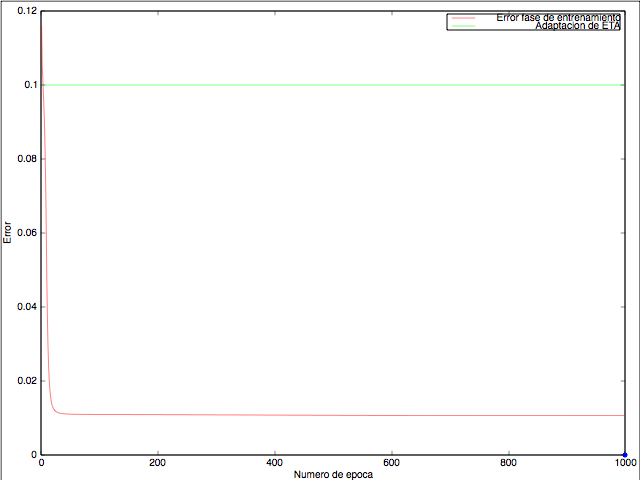 0.12
Error fase de entrenamiento
Adaptacion de ETA
0.1
0.08
0.06
Error
0.04
0.02
0
0 200 400 600 800 1000
Numero de epoca